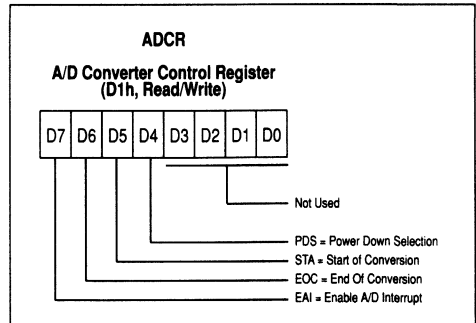 ADCR
A/D Converter Control Register
(D1h, Read/Write)
D7 D6 D5 D4 D3 D2 D1 D0
Not Used
PDS = Power Down Selection
STA = Start of Conversion
EOC = End Of Conversion
EAI = Enable A/D Interrupt